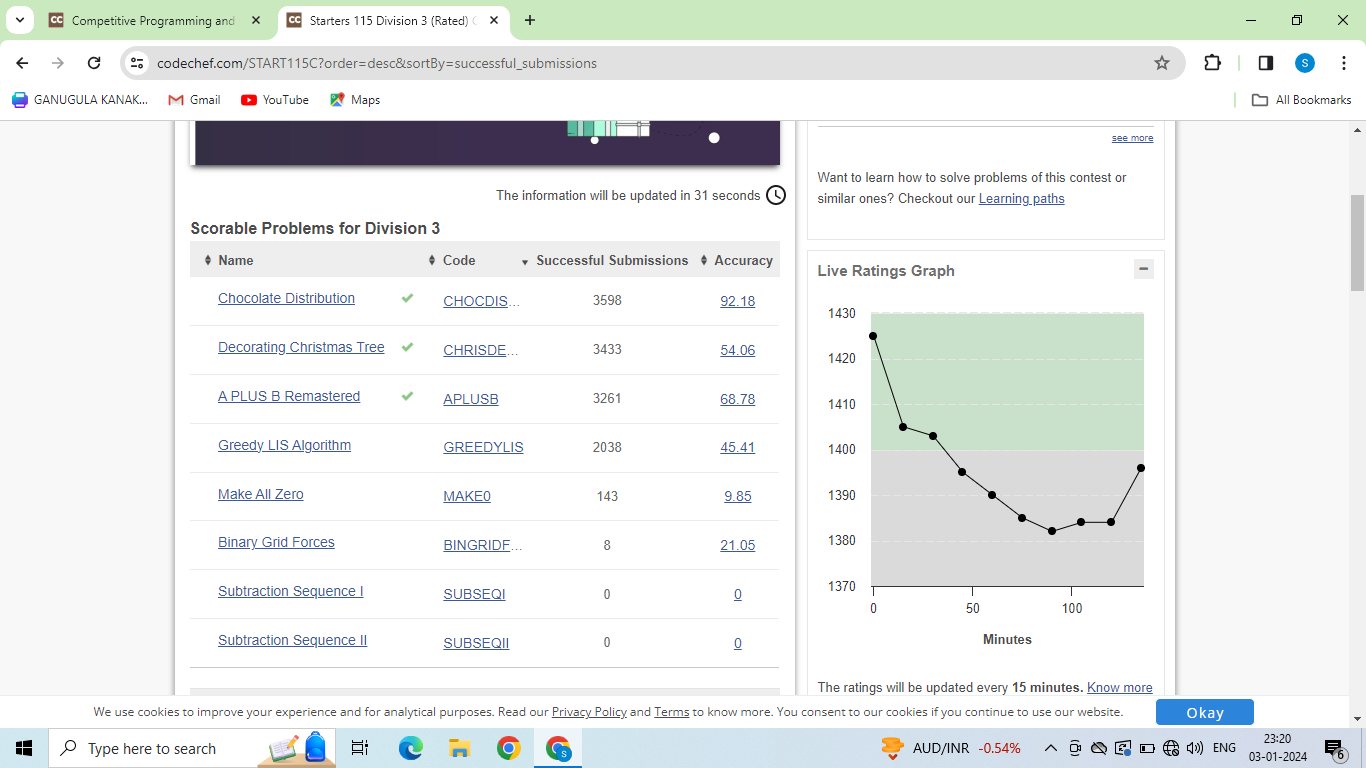 CC Competitive Programming and
CC Starters 115 Division 3 (Rated) C
codechef.com/START115C?order=desc&sortBy=successful_submissions
S
GANUGULA KANAK...
Gmail
YouTube
Maps
All Bookmarks
see more
Want to learn how to solve problems of this contest or
similar ones? Checkout our Learning paths
The information will be updated in 31 seconds
Scorable Problems for Division 3
Name Code Successful Submissions Accuracy
Chocolate Distribution CHOCDIS... 3598 92.18
Decorating Christmas Tree CHRISDE... 3433 54.06
A PLUS B Remastered APLUSB 3261 68.78
Greedy LIS Algorithm GREEDYLIS 2038 45.41
Make All Zero MAKE0 143 9.85
Binary Grid Forces BINGRIDF... 8 21.05
Subtraction Sequence I SUBSEQI 0 0
Subtraction Sequence II SUBSEQII 0 0
Live Ratings Graph
1430
1420
1410
1400
1390
1380
1370
0 50 100
Minutes
The ratings will be updated every 15 minutes. Know more
We use cookies to improve your experience and for analytical purposes. Read our Privacy Policy and Terms to know more. You consent to our cookies if you continue to use our website.
Okay
Type here to search
S
AUD/INR -0.54%
ENG
23:20
03-01-2024
6